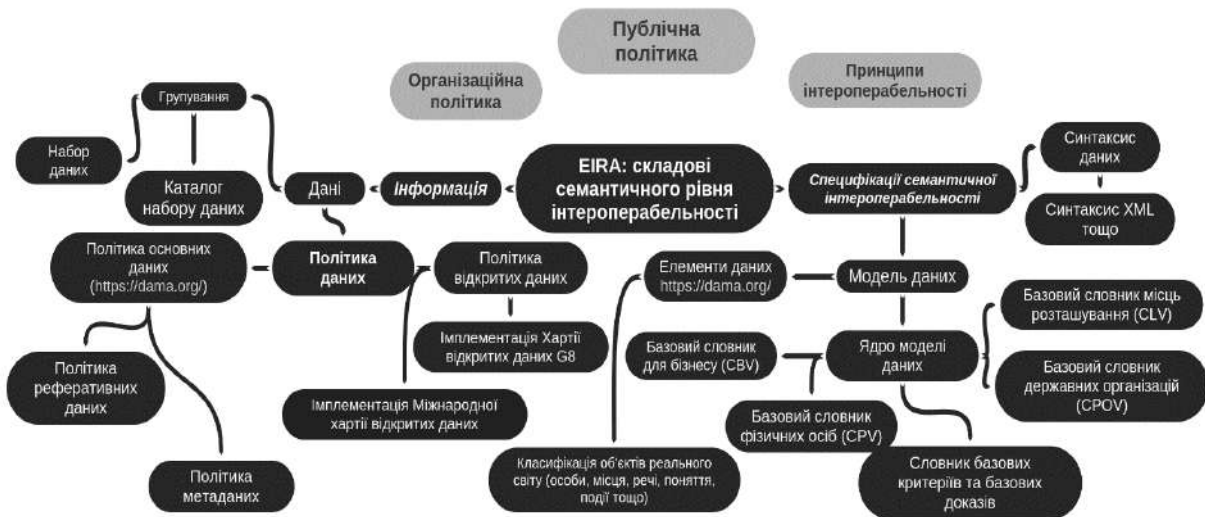 Публічна
політика
Організаційна
політика
Принципи
інтероперабельності
Групування
Набор
даних
Каталог
набору даних
Дані
Інформація
EIRA: складові
семантичного рівня
інтероперабельності
Специфікації семантичної
інтероперабельності
Синтаксис
даних
Синтаксис XML
тощо
Політика основних
даних
(https://dama.org/)
Політика
даних
Політика
відкритих даних
Елементи даних
https://dama.org/
Модель даних
Базовий словник місць
розташування (CLV)
Імплементація Хартії
відкритих даних G8
Базовий словник
для бізнесу (CBV)
Ядро моделі
даних
Базовий словник
державних організацій
(CPOV)
Політика
реферативних
даних
Імплементація Міжнародної
хартії відкритих даних
Базовий словник
фізичних осіб (CPV)
Політика
метаданих
Класифікація об'єктів реального
світу (особи, місця, речі, поняття,
події тощо)
Словник базових
критеріїв та базових
доказів